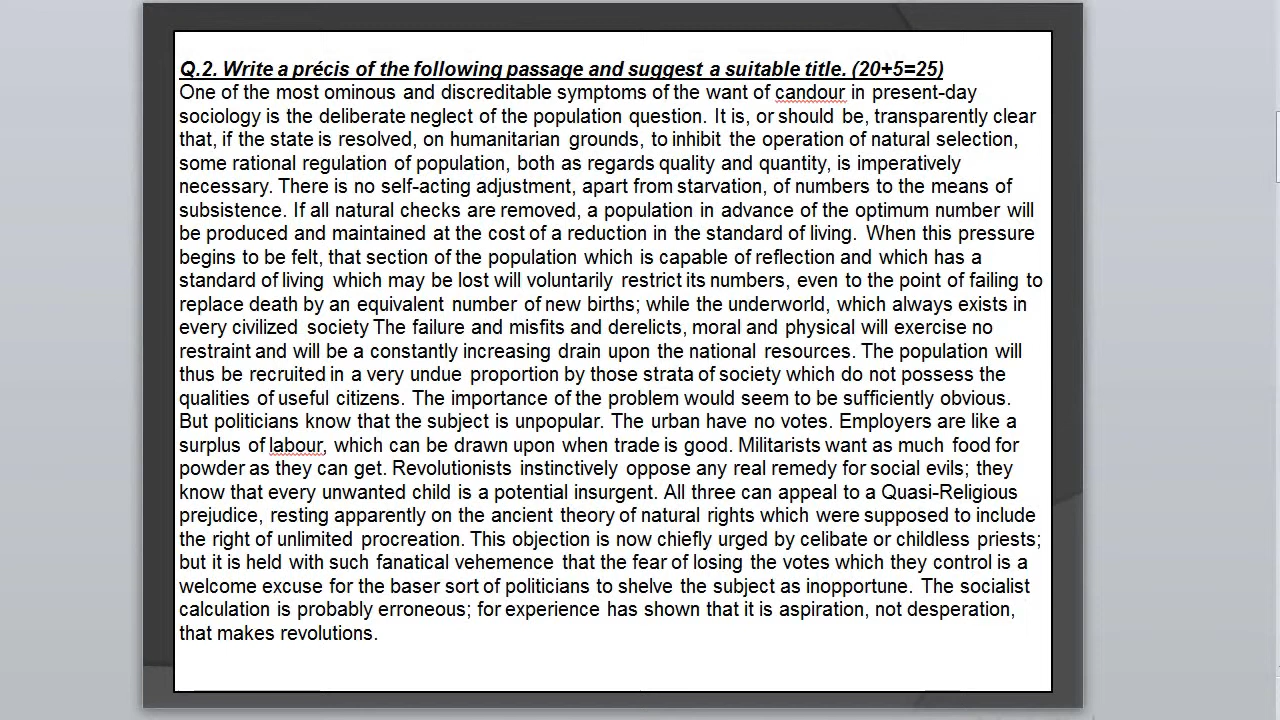 Q.2. Write a précis of the following passage and suggest a suitable title. (20+5=25)
One of the most ominous and discreditable symptoms of the want of candour in present-day
sociology is the deliberate neglect of the population question. It is, or should be, transparently clear
that, if the state is resolved, on humanitarian grounds, to inhibit the operation of natural selection,
some rational regulation of population, both as regards quality and quantity, is imperatively
necessary. There is no self-acting adjustment, apart from starvation, of numbers to the means of
subsistence. If all natural checks are removed, a population in advance of the optimum number will
be produced and maintained at the cost of a reduction in the standard of living. When this pressure
begins to be felt, that section of the population which is capable of reflection and which has a
standard of living which may be lost will voluntarily restrict its numbers, even to the point of failing to
replace death by an equivalent number of new births; while the underworld, which always exists in
every civilized society The failure and misfits and derelicts, moral and physical will exercise no
restraint and will be a constantly increasing drain upon the national resources. The population will
thus be recruited in a very undue proportion by those strata of society which do not possess the
qualities of useful citizens. The importance of the problem would seem to be sufficiently obvious.
But politicians know that the subject is unpopular. The urban have no votes. Employers are like a
surplus of labour, which can be drawn upon when trade is good. Militarists want as much food for
powder as they can get. Revolutionists instinctively oppose any real remedy for social evils; they
know that every unwanted child is a potential insurgent. All three can appeal to a Quasi-Religious
prejudice, resting apparently on the ancient theory of natural rights which were supposed to include
the right of unlimited procreation. This objection is now chiefly urged by celibate or childless priests;
but it is held with such fanatical vehemence that the fear of losing the votes which they control is a
welcome excuse for the baser sort of politicians to shelve the subject as inopportune. The socialist
calculation is probably erroneous; for experience has shown that it is aspiration, not desperation,
that makes revolutions.